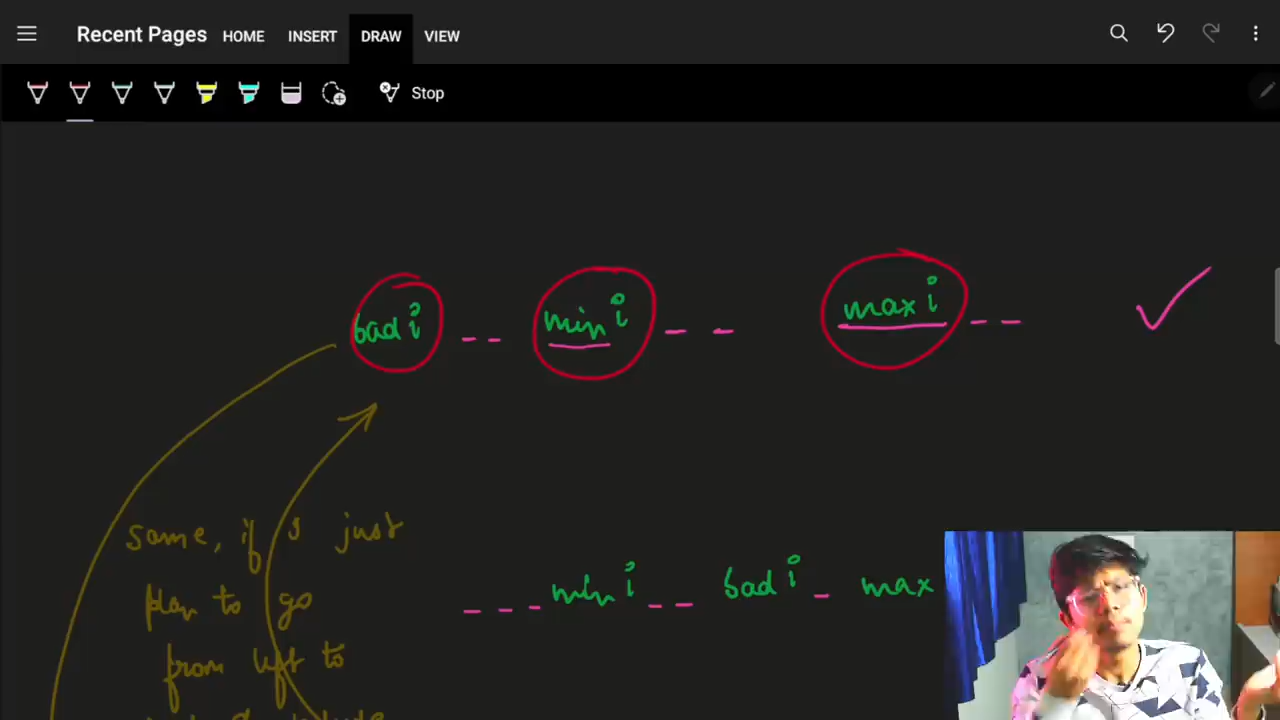 Recent Pages HOME INSERT DRAW VIEW
Stop
bad i -- min i -- max i --
same, if I just
plan to go
from left to
--- min i -- bad i - max